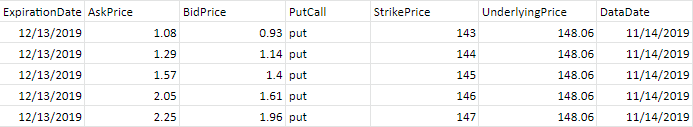 ExpirationDate AskPrice BidPrice PutCall StrikePrice UnderlyingPrice DataDate
12/13/2019 1.08 0.93 put 143 148.06 11/14/2019
12/13/2019 1.29 1.14 put 144 148.06 11/14/2019
12/13/2019 1.57 1.4 put 145 148.06 11/14/2019
12/13/2019 2.05 1.61 put 146 148.06 11/14/2019
12/13/2019 2.25 1.96 put 147 148.06 11/14/2019